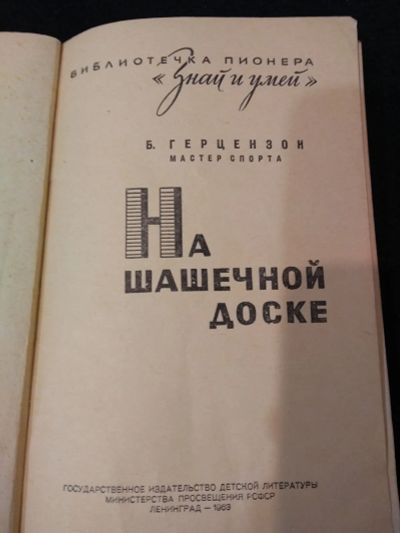 БИБЛИОТЕЧКА ПИОНЕРА
«Знай и умей»
Б. ГЕРЦЕНЗОН
МАСТЕР СПОРТА
НА
ШАШЕЧНОЙ
ДОСКЕ
ГОСУДАРСТВЕННОЕ ИЗДАТЕЛЬСТВО ДЕТСКОЙ ЛИТЕРАТУРЫ
МИНИСТЕРСТВА ПРОСВЕЩЕНИЯ РСФСР
ЛЕНИНГРАД — 1963